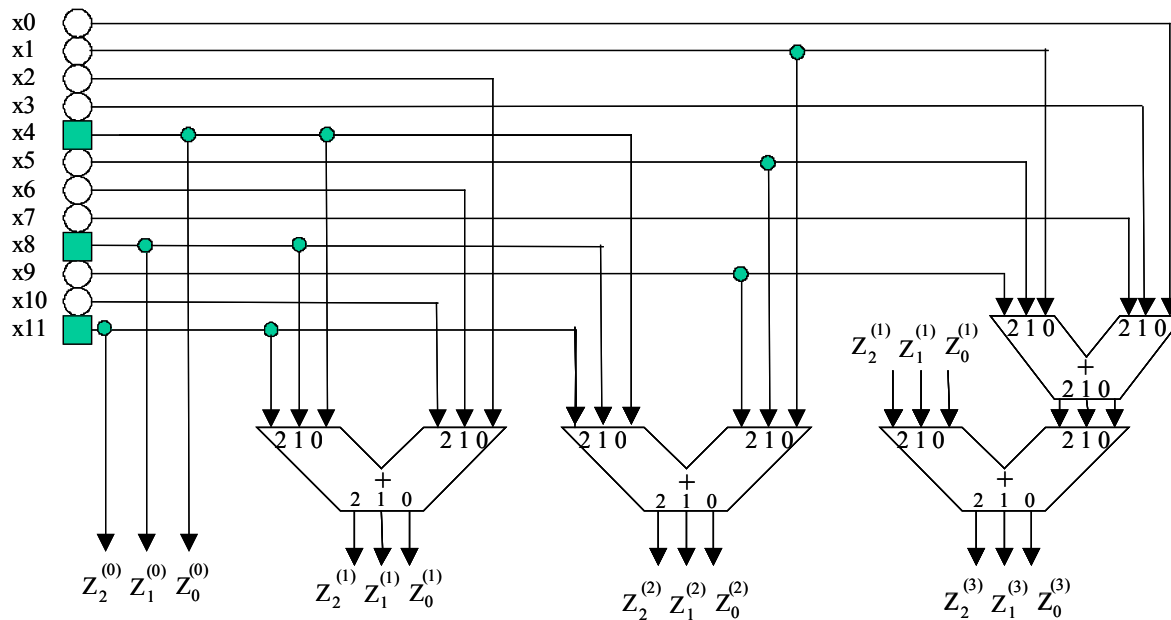 x0
x1
x2
x3
x4
x5
x6
x7
x8
x9
x10
x11
2 1 0 2 1 0
+
2 1 0
Z2(1) Z1(1) Z0(1)
2 1 0 2 1 0
+
2 1 0
2 1 0 2 1 0
+
2 1 0
2 1 0 2 1 0
+
2 1 0
Z2(0) Z1(0) Z0(0)
Z2(1) Z1(1) Z0(1)
Z2(2) Z1(2) Z0(2)
Z2(3) Z1(3) Z0(3)